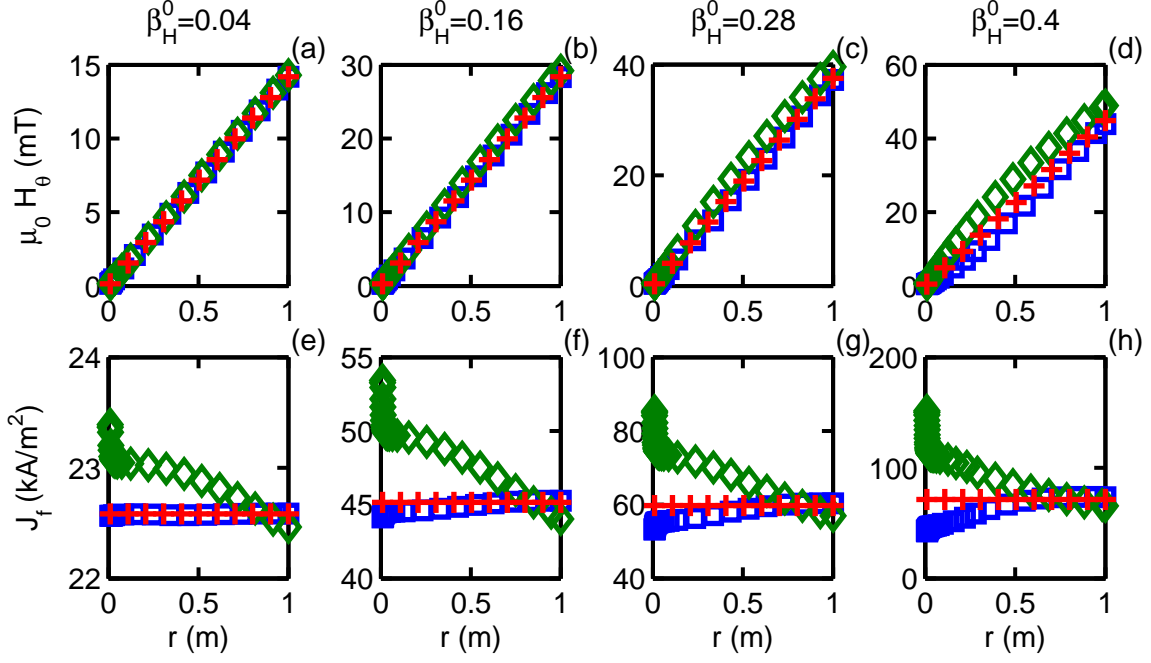 β_H^0=0.04 β_H^0=0.16 β_H^0=0.28 β_H^0=0.4
(a) (b) (c) (d)
μ_0 H_θ (mT)
15
10
5
0
0 0.5 1
30
20
10
0
0 0.5 1
40
20
0
0 0.5 1
60
40
20
0
0 0.5 1
(e) (f) (g) (h)
J_f (kA/m^2)
24
23
22
0 0.5 1
r (m)
55
50
45
40
0 0.5 1
r (m)
100
80
60
40
0 0.5 1
r (m)
200
100
0
0 0.5 1
r (m)